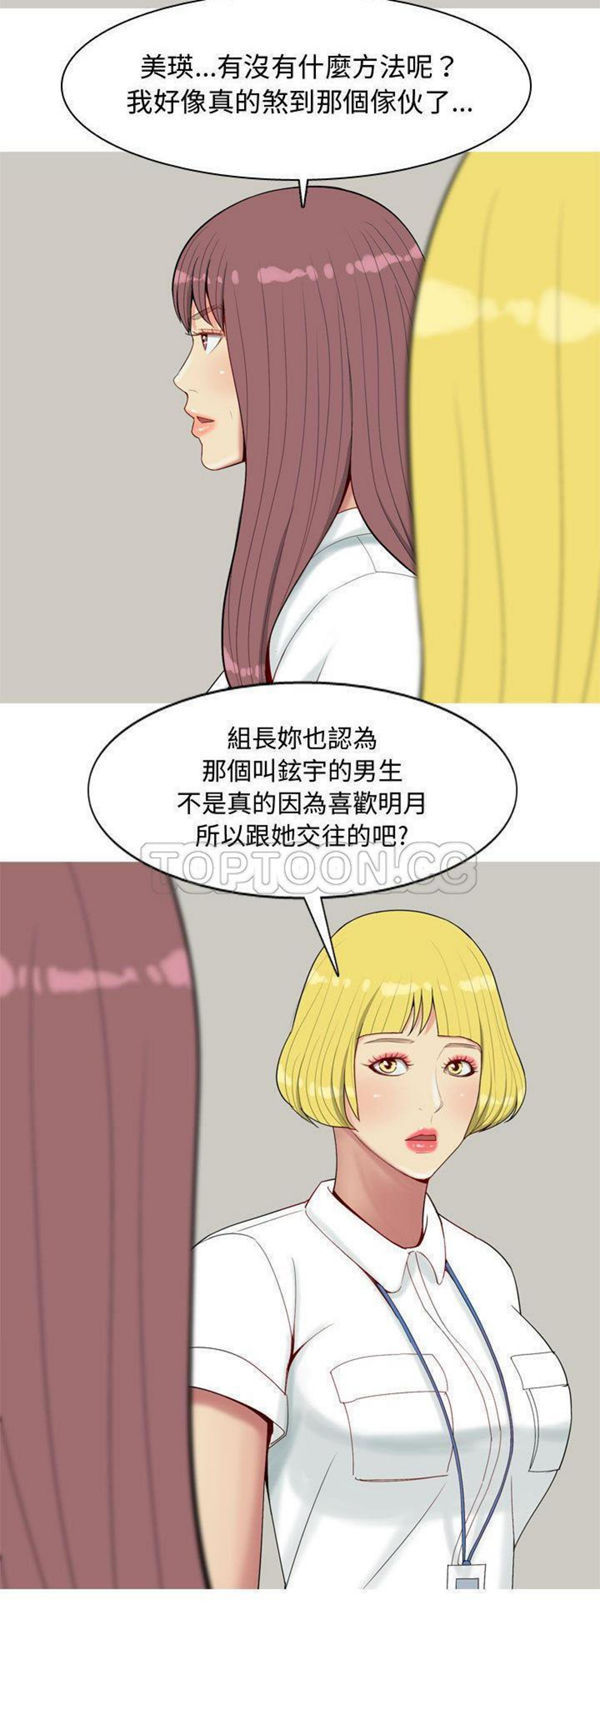 美瑛...有沒有什麼方法呢?
我好像真的煞到那個傢伙了...
組長妳也認為
那個叫鉉宇的男生
不是真的因為喜歡明月
所以跟她交往的吧?
TOPTOON.CC